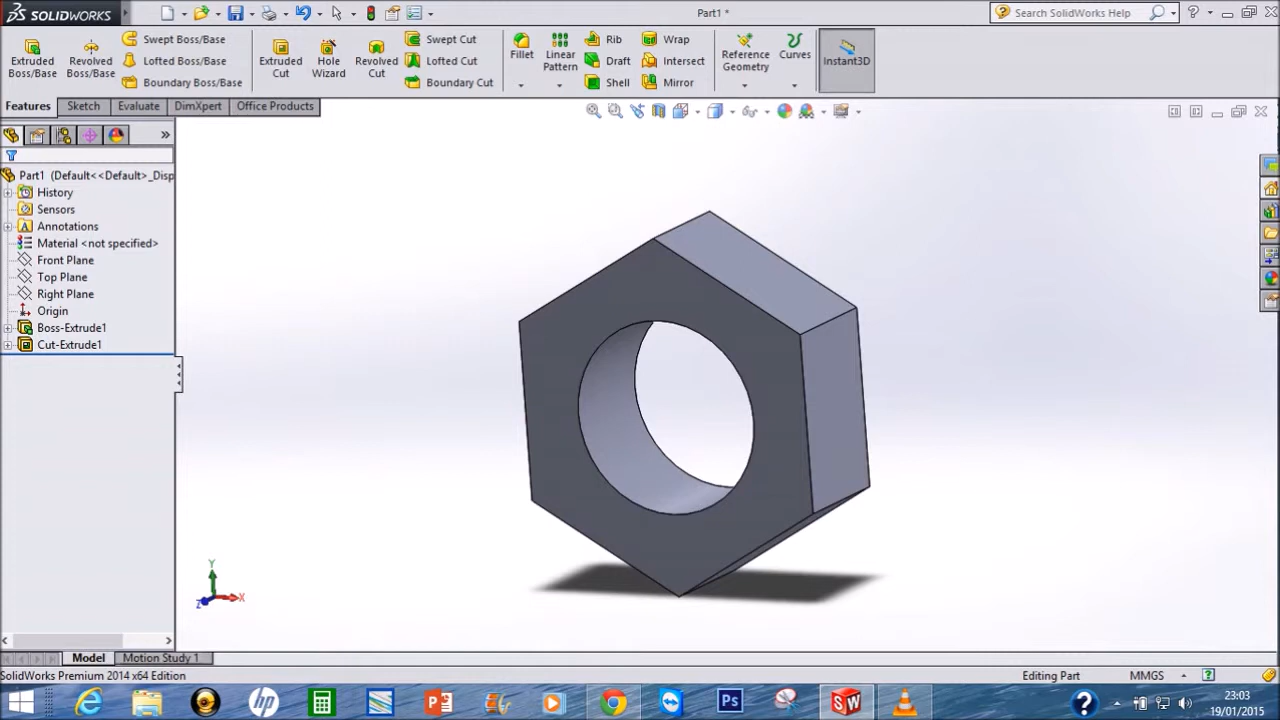 SOLIDWORKS
Part1 *
Search SolidWorks Help
Extruded Boss/Base
Revolved Boss/Base
Swept Boss/Base
Lofted Boss/Base
Boundary Boss/Base
Extruded Cut
Hole Wizard
Revolved Cut
Swept Cut
Lofted Cut
Boundary Cut
Fillet
Linear Pattern
Rib
Draft
Shell
Wrap
Intersect
Mirror
Reference Geometry
Curves
Instant3D
Features Sketch Evaluate DimXpert Office Products
Part1 (Default<<Default>_Disp
History
Sensors
A Annotations
Material <not specified>
Front Plane
Top Plane
Right Plane
Origin
Boss-Extrude1
Cut-Extrude1
Y
Z X
Model Motion Study 1
SolidWorks Premium 2014 x64 Edition Editing Part MMGS
Ps
SW
23:03
19/01/2015